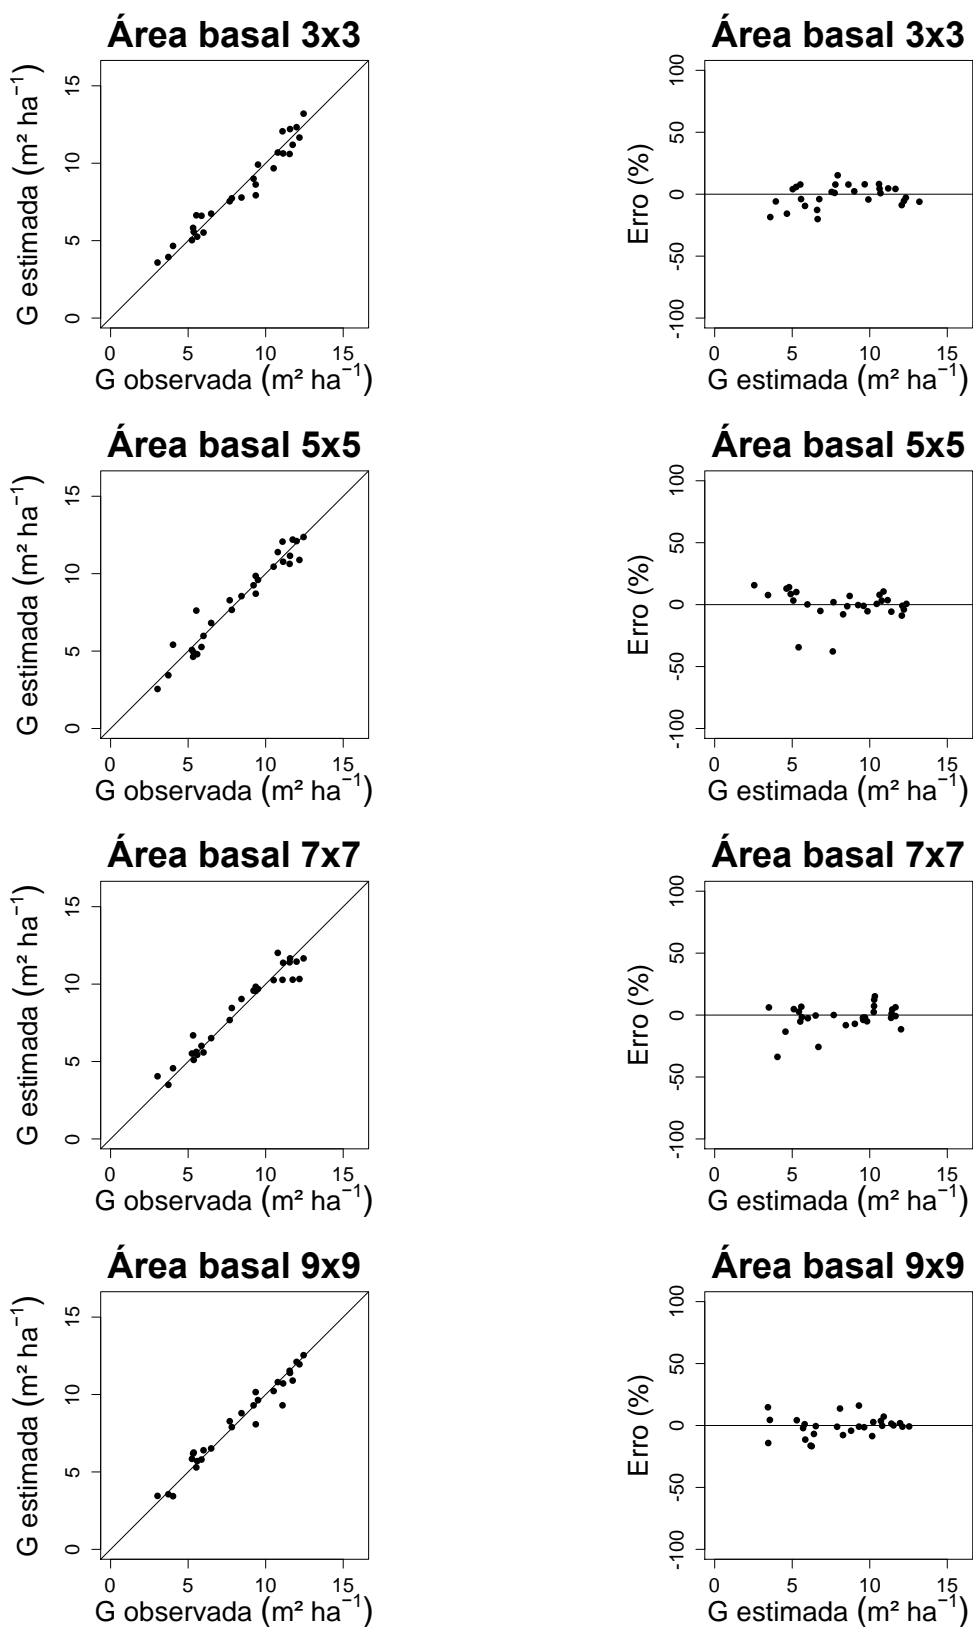 Área basal 3x3
G estimada (m² ha⁻¹)
15
10
5
0
0 5 10 15
G observada (m² ha⁻¹)
Área basal 3x3
Erro (%)
100
50
0
-50
-100
0 5 10 15
G estimada (m² ha⁻¹)
Área basal 5x5
G estimada (m² ha⁻¹)
15
10
5
0
0 5 10 15
G observada (m² ha⁻¹)
Área basal 5x5
Erro (%)
100
50
0
-50
-100
0 5 10 15
G estimada (m² ha⁻¹)
Área basal 7x7
G estimada (m² ha⁻¹)
15
10
5
0
0 5 10 15
G observada (m² ha⁻¹)
Área basal 7x7
Erro (%)
100
50
0
-50
-100
0 5 10 15
G estimada (m² ha⁻¹)
Área basal 9x9
G estimada (m² ha⁻¹)
15
10
5
0
0 5 10 15
G observada (m² ha⁻¹)
Área basal 9x9
Erro (%)
100
50
0
-50
-100
0 5 10 15
G estimada (m² ha⁻¹)